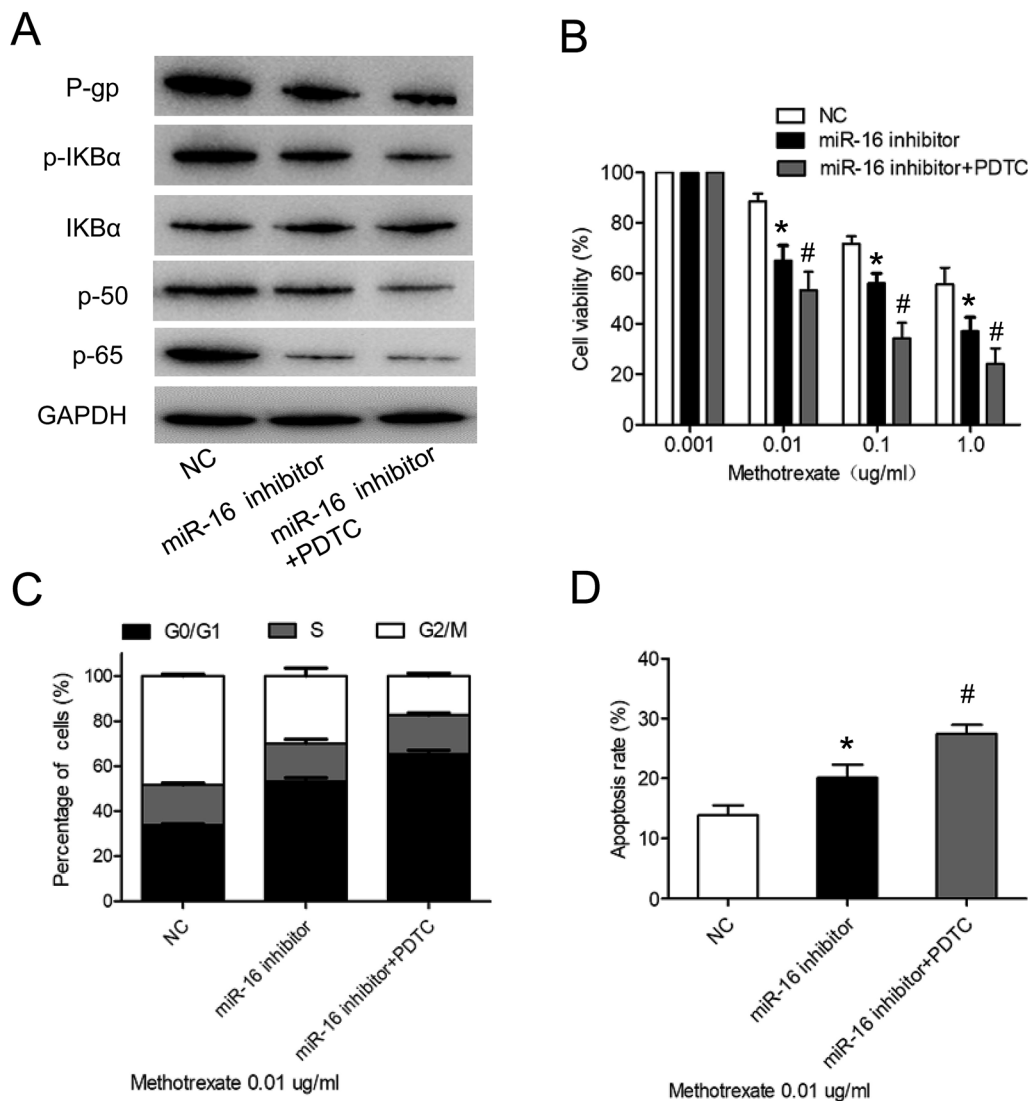 A
P-gp
p-IKBα
IKBα
p-50
p-65
GAPDH
NC
miR-16 inhibitor
miR-16 inhibitor
+PDTC
B
NC
miR-16 inhibitor
miR-16 inhibitor+PDTC
Cell viability (%)
100
80
60
40
20
0
* # * # * #
0.001 0.01 0.1 1.0
Methotrexate（ug/ml）
C
G0/G1 S G2/M
Percentage of cells (%)
100
80
60
40
20
0
NC
miR-16 inhibitor
miR-16 inhibitor+PDTC
Methotrexate 0.01 ug/ml
D
Apoptosis rate (%)
40
30
20
10
0
* #
NC
miR-16 inhibitor
miR-16 inhibitor+PDTC
Methotrexate 0.01 ug/ml